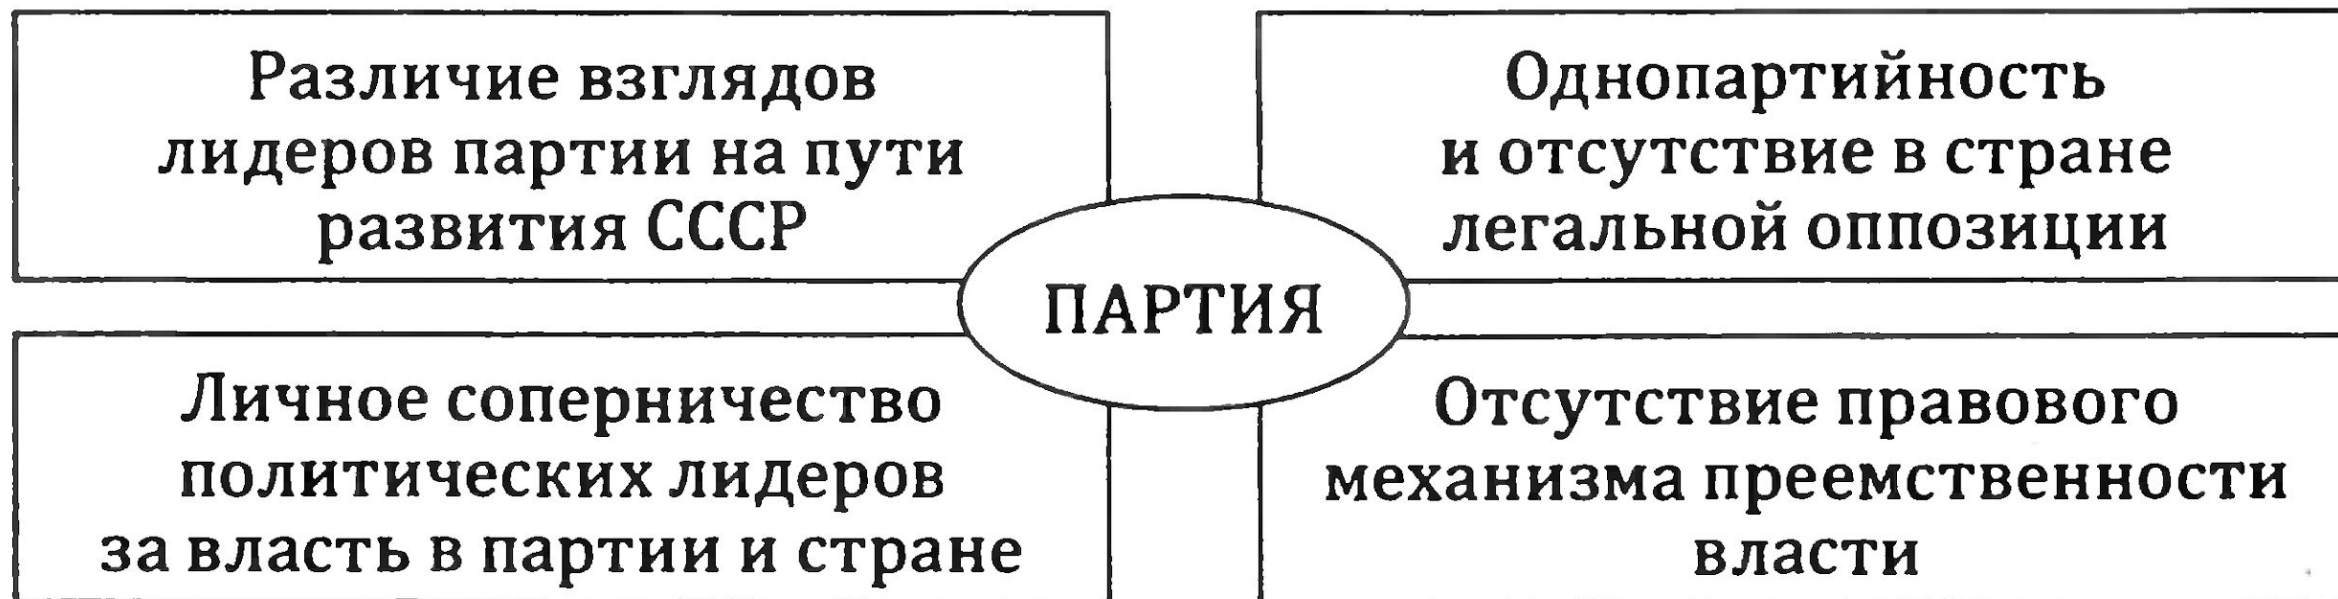 Различие взглядов
лидеров партии на пути
развития СССР
Однопартийность
и отсутствие в стране
легальной оппозиции
ПАРТИЯ
Личное соперничество
политических лидеров
за власть в партии и стране
Отсутствие правового
механизма преемственности
власти